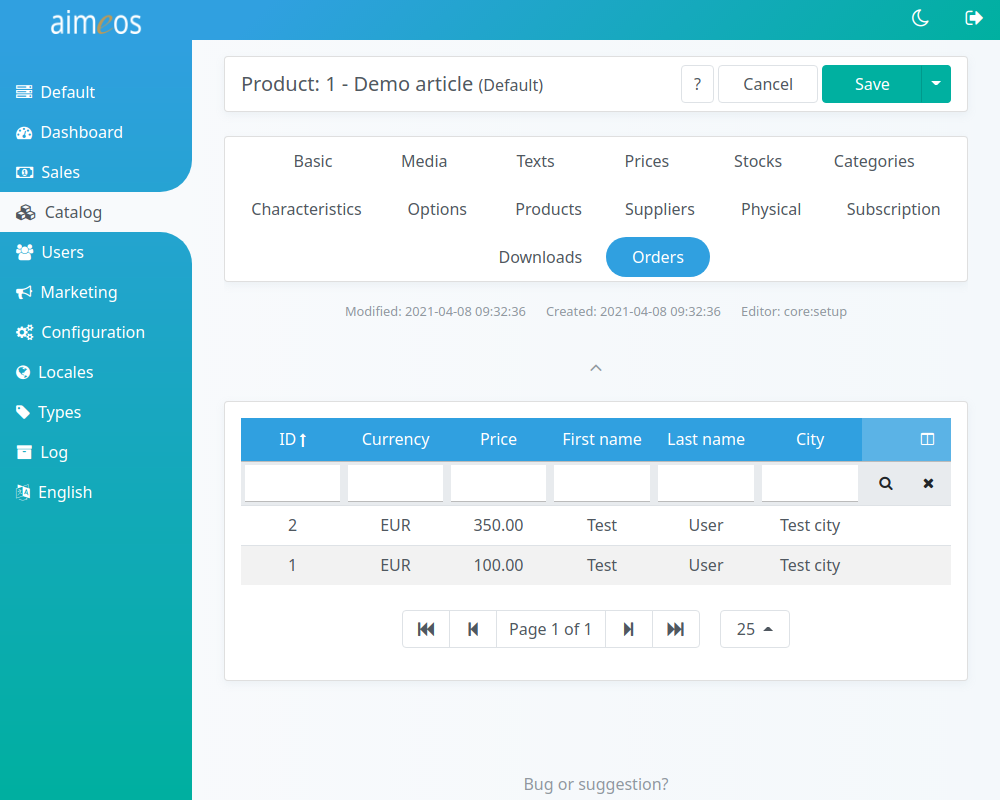 aimeos
Default
Dashboard
Sales
Catalog
Users
Marketing
Configuration
Locales
Types
Log
English
Product: 1 - Demo article (Default)
?
Cancel
Save
Basic Media Texts Prices Stocks Categories
Characteristics Options Products Suppliers Physical Subscription
Downloads Orders
Modified: 2021-04-08 09:32:36 Created: 2021-04-08 09:32:36 Editor: core:setup
ID Currency Price First name Last name City
2 EUR 350.00 Test User Test city
1 EUR 100.00 Test User Test city
Page 1 of 1
25
Bug or suggestion?